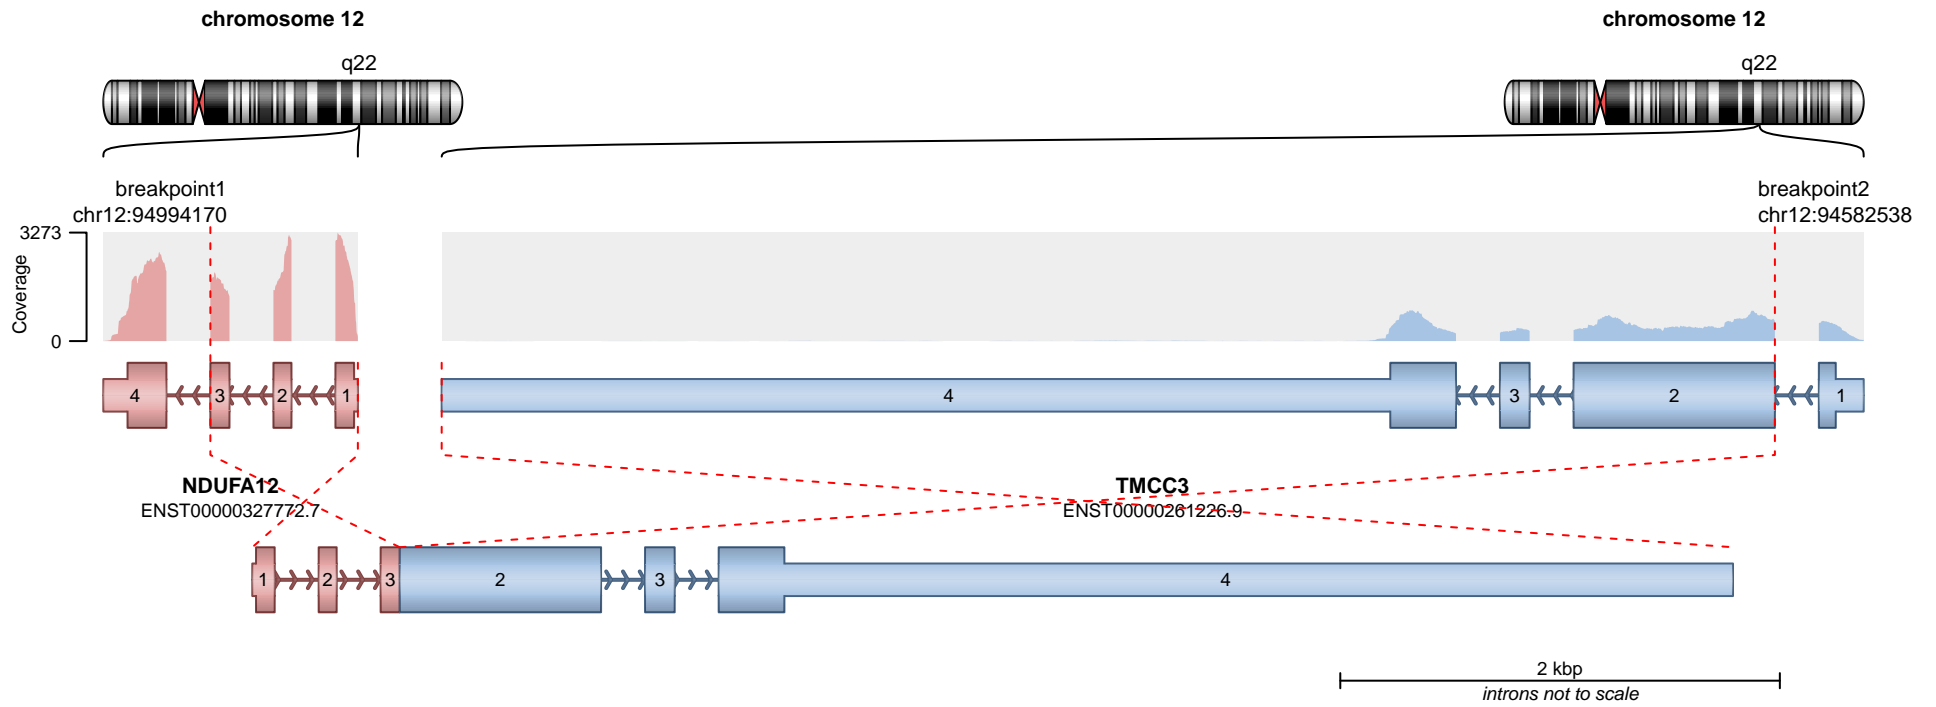 chromosome 12
chromosome 12
q22
q22
breakpoint1
chr12:94994170
breakpoint2
chr12:94582538
3273
Coverage
0
4 3 2 1
4 3 2 1
NDUFA12
ENST00000327772.7
TMCC3
ENST00000261226.9
1 2 3 2 3 4
2 kbp
introns not to scale